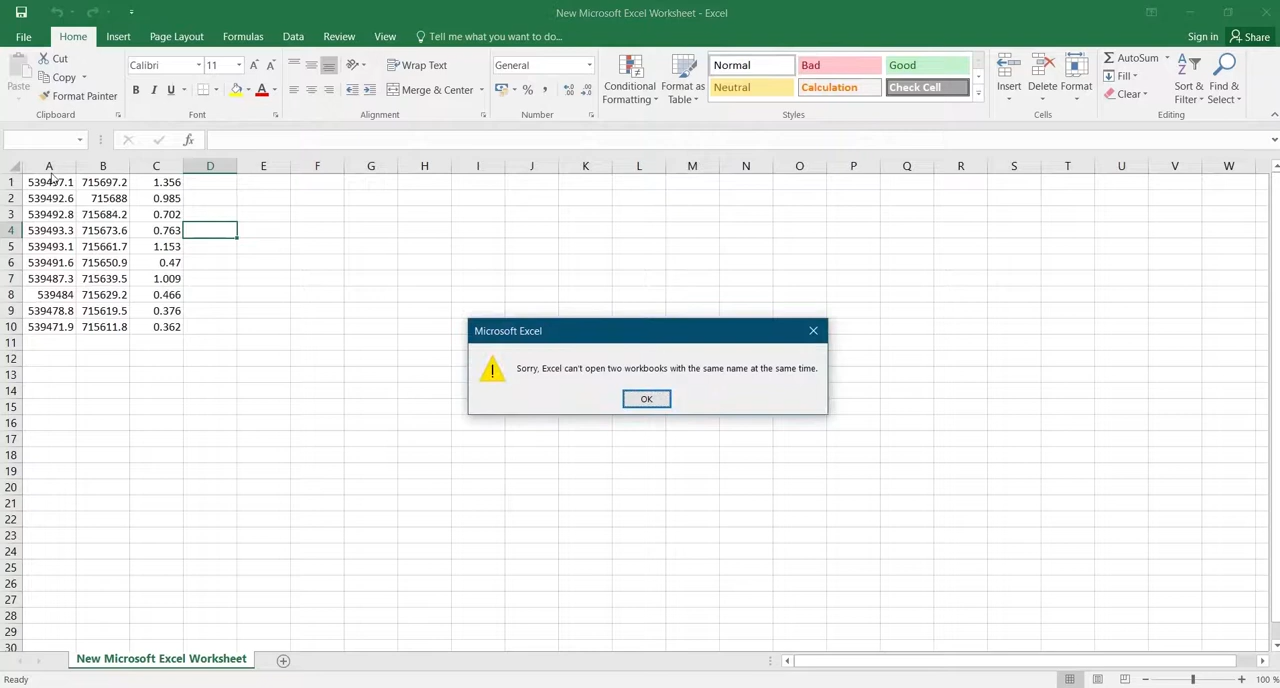 New Microsoft Excel Worksheet - Excel
File Home Insert Page Layout Formulas Data Review View Tell me what you want to do... Sign in Share
Paste
Cut
Copy
Format Painter
Clipboard
Calibri 11
B I U A
Font
Wrap Text
Merge & Center
Alignment
General
%
Number
Conditional Formatting
Format as Table
Normal Bad Good
Neutral Calculation Check Cell
Styles
Insert Delete Format
Cells
AutoSum
Fill
Clear
Sort & Filter
Find & Select
Editing
fx
A B C D E F G H I J K L M N O P Q R S T U V W
1 539497.1 715697.2 1.356
2 539492.6 715688 0.985
3 539492.8 715684.2 0.702
4 539493.3 715673.6 0.763
5 539493.1 715661.7 1.153
6 539491.6 715650.9 0.47
7 539487.3 715639.5 1.009
8 539484 715629.2 0.466
9 539478.8 715619.5 0.376
10 539471.9 715611.8 0.362
11
12
13
14
15
16
17
18
19
20
21
22
23
24
25
26
27
28
29
30
Microsoft Excel
Sorry, Excel can't open two workbooks with the same name at the same time.
OK
New Microsoft Excel Worksheet
Ready
100 %